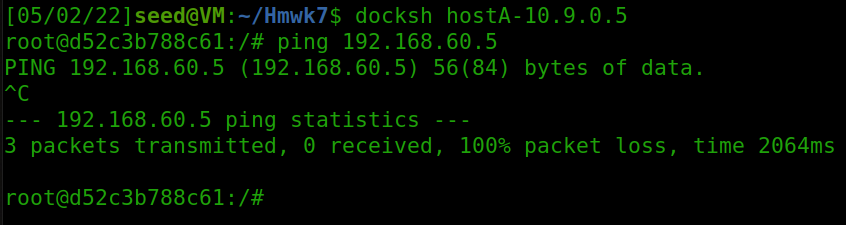 [05/02/22]seed@VM:~/Hmwk7$ docksh hostA-10.9.0.5
root@d52c3b788c61:/# ping 192.168.60.5
PING 192.168.60.5 (192.168.60.5) 56(84) bytes of data.
^C
--- 192.168.60.5 ping statistics ---
3 packets transmitted, 0 received, 100% packet loss, time 2064ms
root@d52c3b788c61:/#